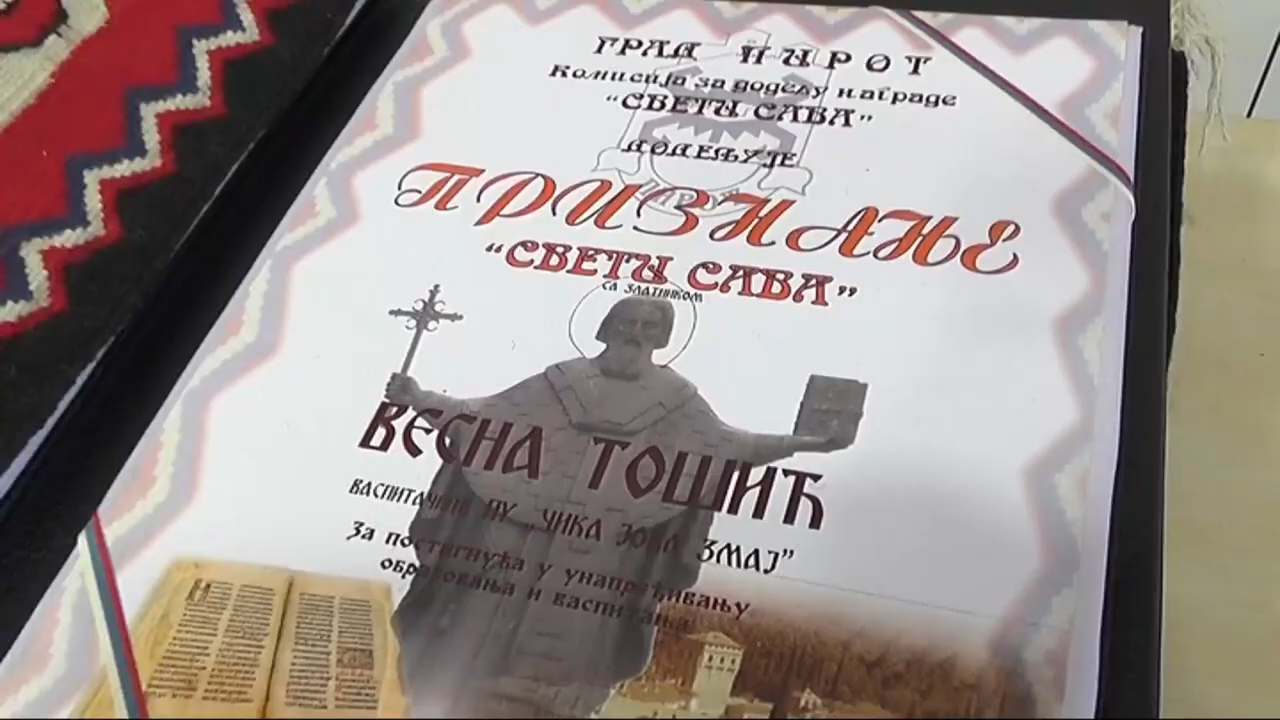 ГРАД ПИРОТ
Комисија за доделу награде
“СВЕТИ САВА”
ДОДЕЉУЈЕ
ПРИЗНАЊЕ
“СВЕТИ САВА”
СА ЗЛАТНИКОМ
ВЕСНА ТОШИЋ
ВАСПИТАЧИЦИ ПУ „ЧИКА ЈОВА ЗМАЈ”
За постигнућа у унапређивању
образовања и васпитања